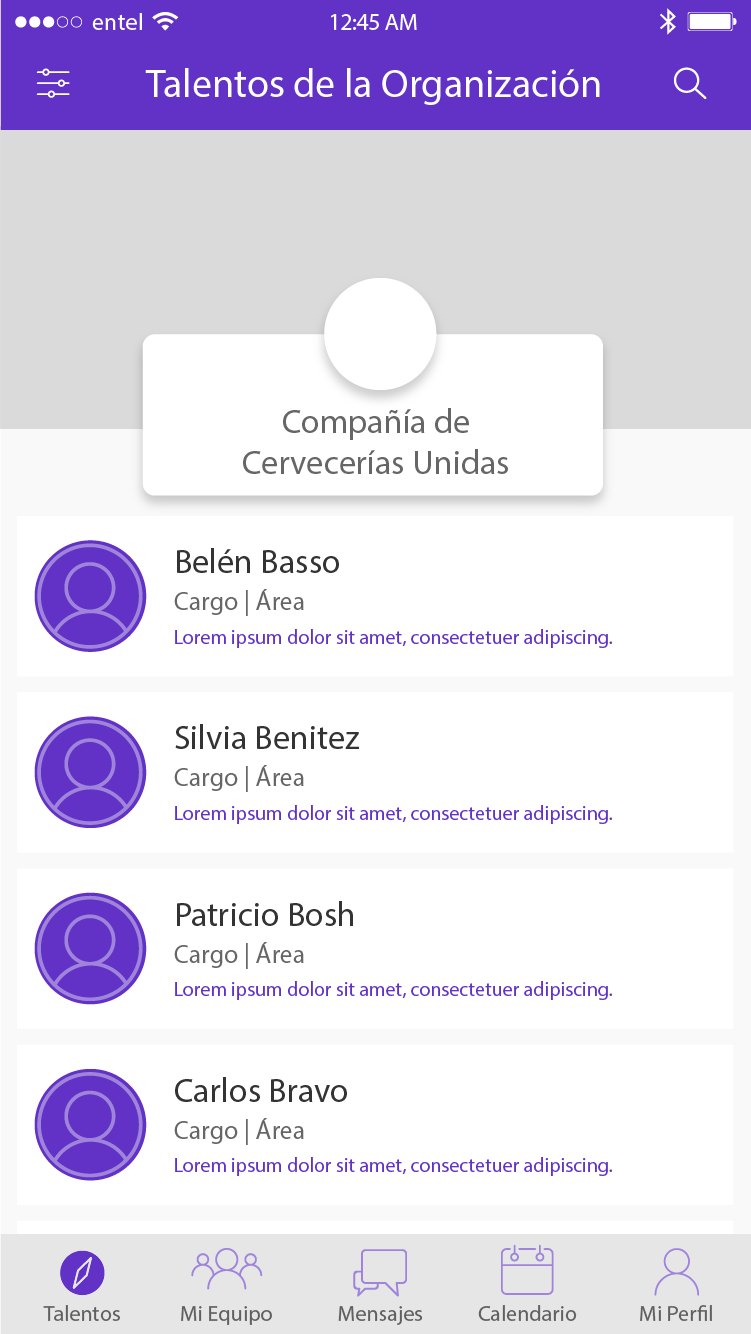 entel 12:45 AM
Talentos de la Organización
Compañía de
Cervecerías Unidas
Belén Basso
Cargo | Área
Lorem ipsum dolor sit amet, consectetuer adipiscing.
Silvia Benitez
Cargo | Área
Lorem ipsum dolor sit amet, consectetuer adipiscing.
Patricio Bosh
Cargo | Área
Lorem ipsum dolor sit amet, consectetuer adipiscing.
Carlos Bravo
Cargo | Área
Lorem ipsum dolor sit amet, consectetuer adipiscing.
Talentos Mi Equipo Mensajes Calendario Mi Perfil